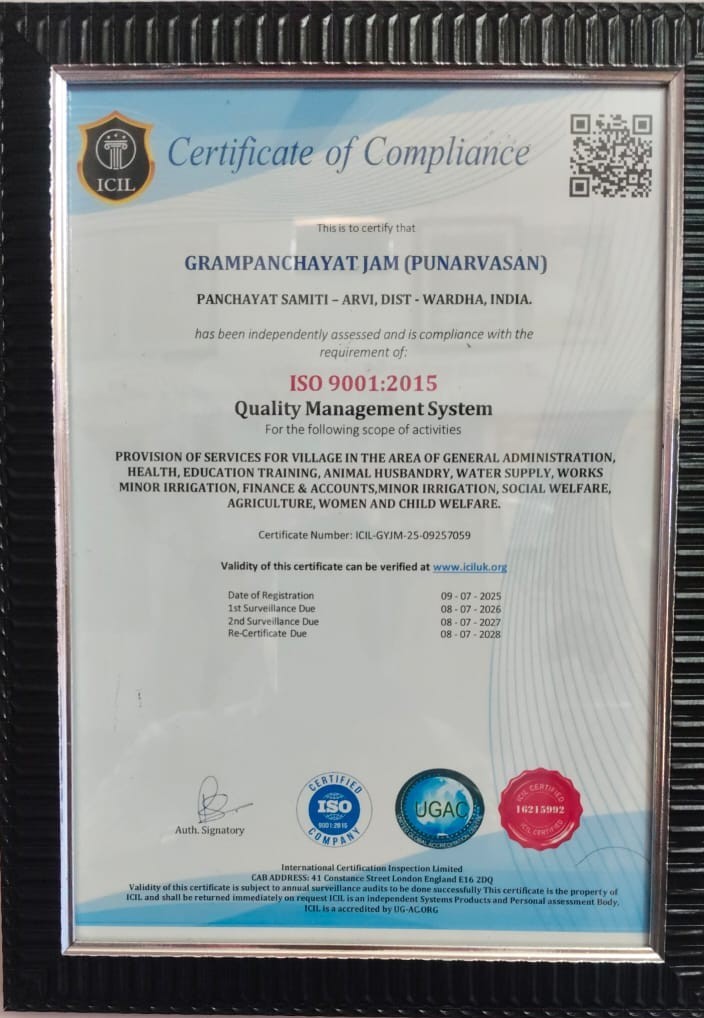 ICIL
Certificate of Compliance
This is to certify that
GRAMPANCHAYAT JAM (PUNARVASAN)
PANCHAYAT SAMITI – ARVI, DIST - WARDHA, INDIA.
has been independently assessed and is compliance with the
requirement of:
ISO 9001:2015
Quality Management System
For the following scope of activities
PROVISION OF SERVICES FOR VILLAGE IN THE AREA OF GENERAL ADMINISTRATION,
HEALTH, EDUCATION TRAINING, ANIMAL HUSBANDRY, WATER SUPPLY, WORKS
MINOR IRRIGATION, FINANCE & ACCOUNTS,MINOR IRRIGATION, SOCIAL WELFARE,
AGRICULTURE, WOMEN AND CHILD WELFARE.
Certificate Number: ICIL-GYJM-25-09257059
Validity of this certificate can be verified at www.iciluk.org
Date of Registration 09 - 07 - 2025
1st Surveillance Due 08 - 07 - 2026
2nd Surveillance Due 08 - 07 - 2027
Re-Certificate Due 08 - 07 - 2028
Auth. Signatory
CERTIFIED
ISO
9001:2015
COMPANY
UGAC
ICIL CERTIFIED
16215992
ICIL CERTIFIED
International Certification Inspection Limited
CAB ADDRESS: 41 Constance Street London England E16 2DQ
Validity of this certificate is subject to annual surveillance audits to be done successfully This certificate is the property of
ICIL and shall be returned immediately on request ICIL is an independent Systems Products and Personal assessment Body.
ICIL is a accredited by UG-AC.ORG